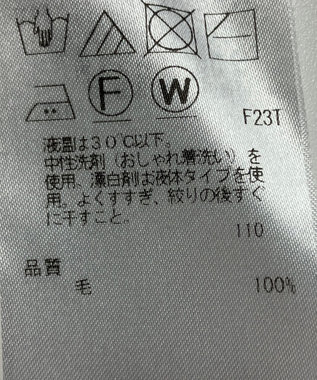 F W
F23T
液温は30℃以下。
中性洗剤（おしゃれ着洗い）を
使用。漂白剤は液体タイプを使
用。よくすすぎ、絞りの後すぐ
に干すこと。
110
品質
毛 100%